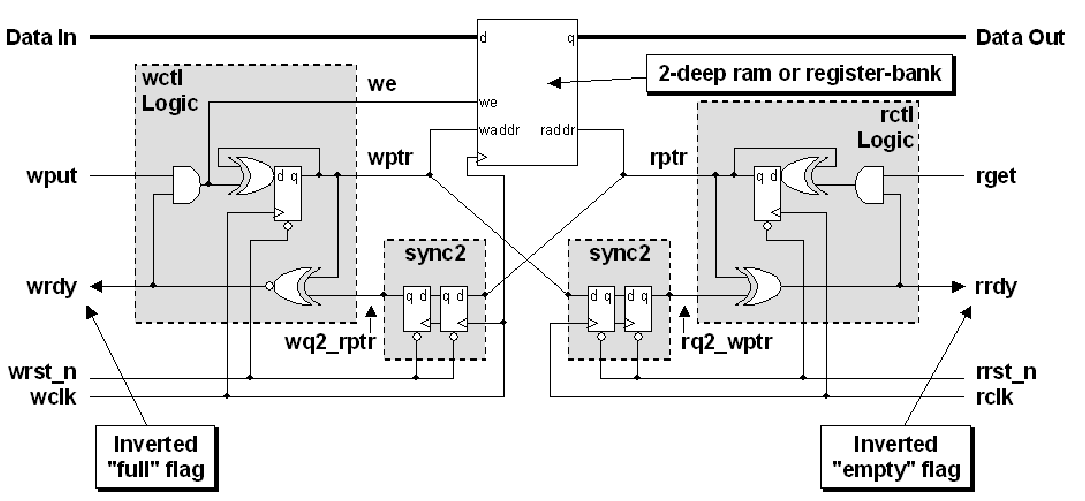 Data In
d
q
Data Out
wctl
Logic
we
2-deep ram or register-bank
we
rctl
Logic
waddr
raddr
wput
wptr
rptr
rget
d q
q d
wrdy
sync2
sync2
rrdy
q d
q d
d q
d q
wq2_rptr
rq2_wptr
wrst_n
rrst_n
wclk
rclk
Inverted
"full" flag
Inverted
"empty" flag